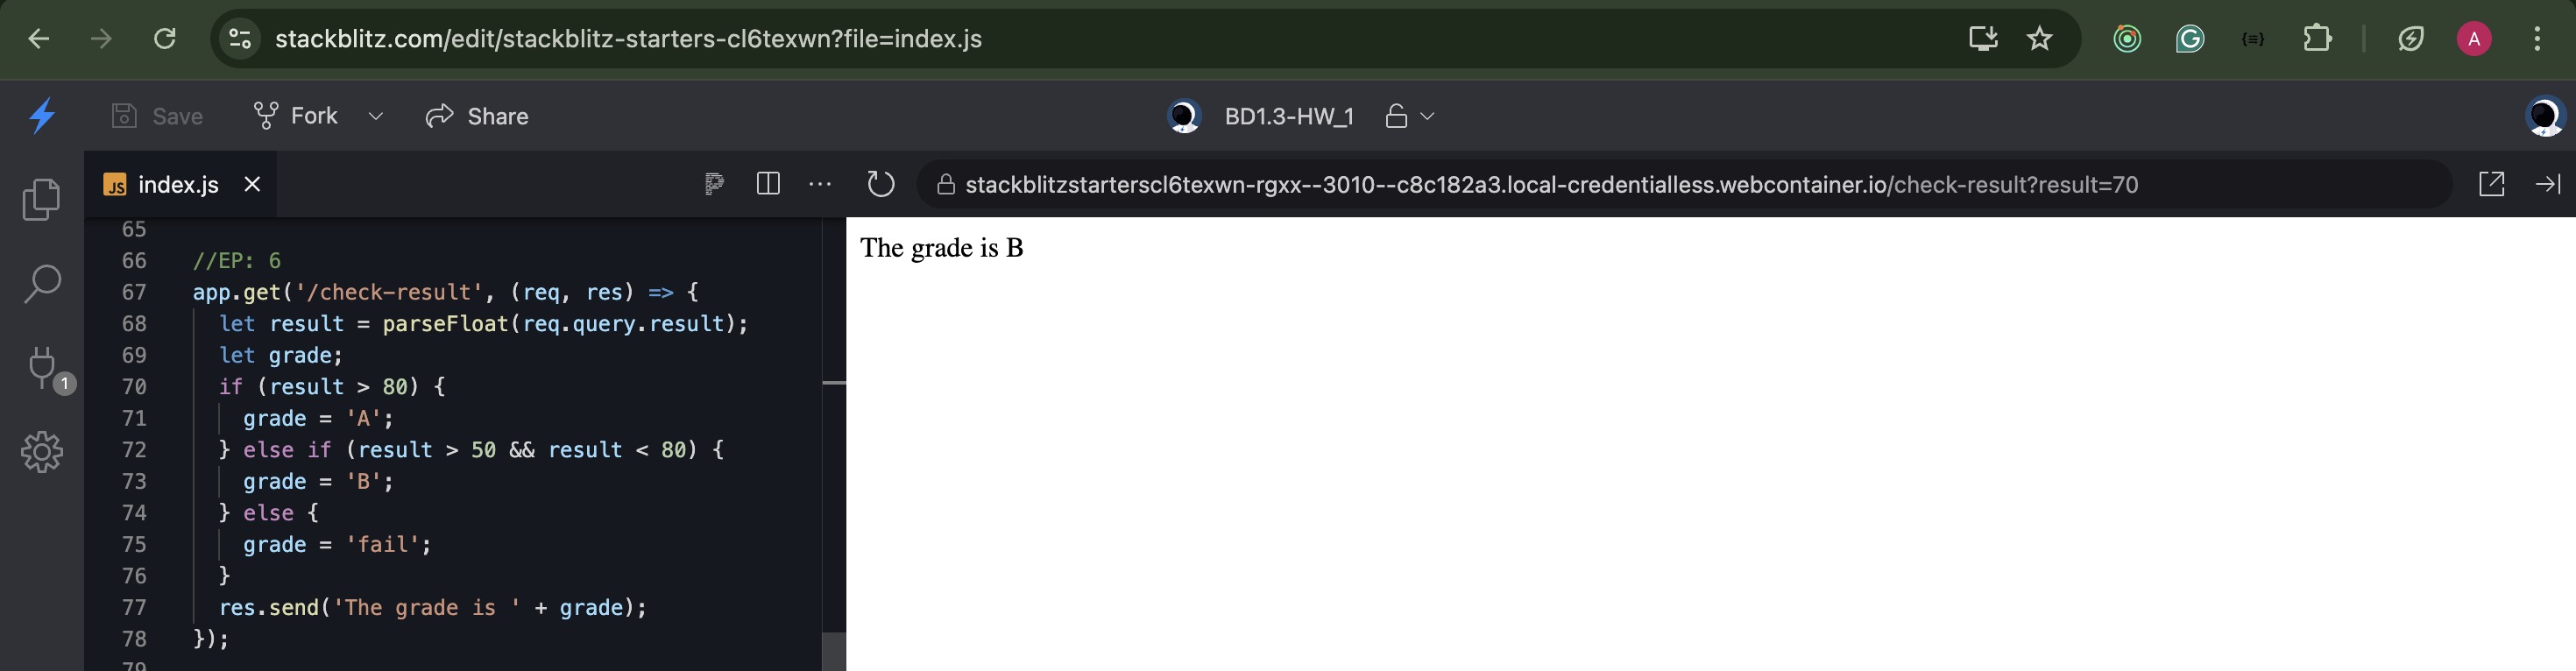 stackblitz.com/edit/stackblitz-starters-cl6texwn?file=index.js
G
{≡}
A
Save
Fork
Share
BD1.3-HW_1
JS index.js
stackblitzstarterscl6texwn-rgxx--3010--c8c182a3.local-credentialless.webcontainer.io/check-result?result=70
1
65
66 //EP: 6
67 app.get('/check-result', (req, res) => {
68 let result = parseFloat(req.query.result);
69 let grade;
70 if (result > 80) {
71 grade = 'A';
72 } else if (result > 50 && result < 80) {
73 grade = 'B';
74 } else {
75 grade = 'fail';
76 }
77 res.send('The grade is ' + grade);
78 });
79
The grade is B